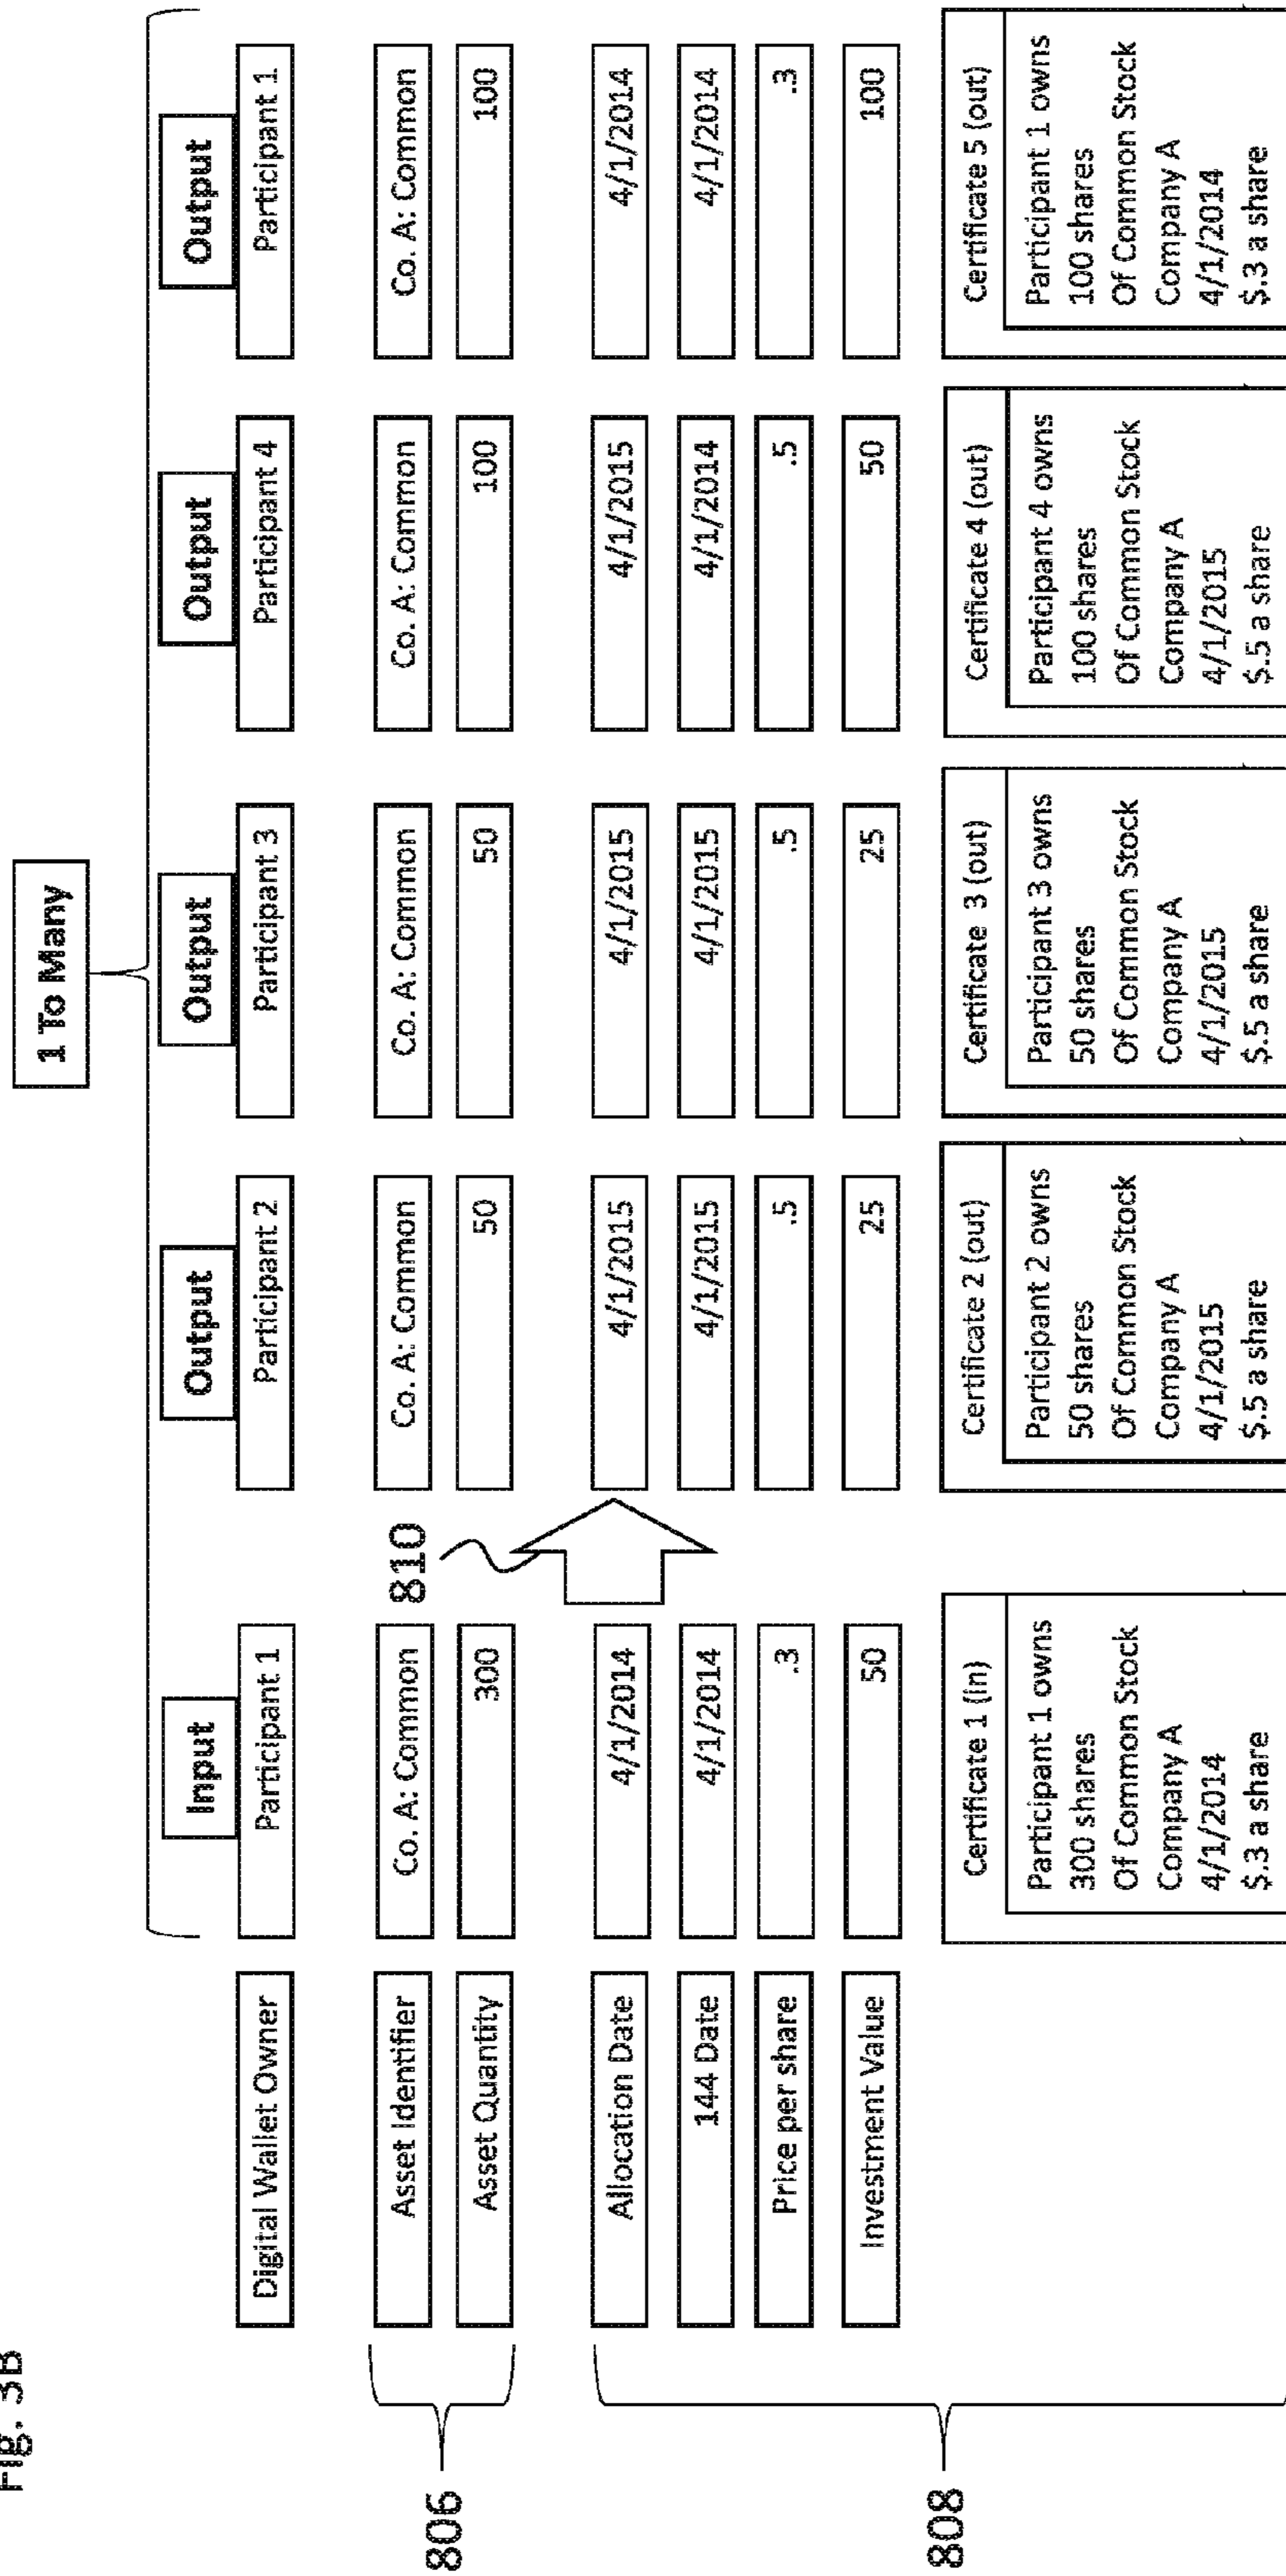 Fig. 3B
1 To Many
Input
Output
Output
Output
Output
Digital Wallet Owner
Participant 1
Participant 2
Participant 3
Participant 4
Participant 1
806
Asset Identifier
Co. A: Common
Co. A: Common
Co. A: Common
Co. A: Common
Co. A: Common
Asset Quantity
300
50
50
100
100
810
808
Allocation Date
4/1/2014
4/1/2015
4/1/2015
4/1/2015
4/1/2014
144 Date
4/1/2014
4/1/2015
4/1/2015
4/1/2014
4/1/2014
Price per share
.3
.5
.5
.5
.3
Investment Value
50
25
25
50
100
Certificate 1 (in)
Participant 1 owns
300 shares
Of Common Stock
Company A
4/1/2014
$.3 a share
Certificate 2 (out)
Participant 2 owns
50 shares
Of Common Stock
Company A
4/1/2015
$.5 a share
Certificate 3 (out)
Participant 3 owns
50 shares
Of Common Stock
Company A
4/1/2015
$.5 a share
Certificate 4 (out)
Participant 4 owns
100 shares
Of Common Stock
Company A
4/1/2015
$.5 a share
Certificate 5 (out)
Participant 1 owns
100 shares
Of Common Stock
Company A
4/1/2014
$.3 a share